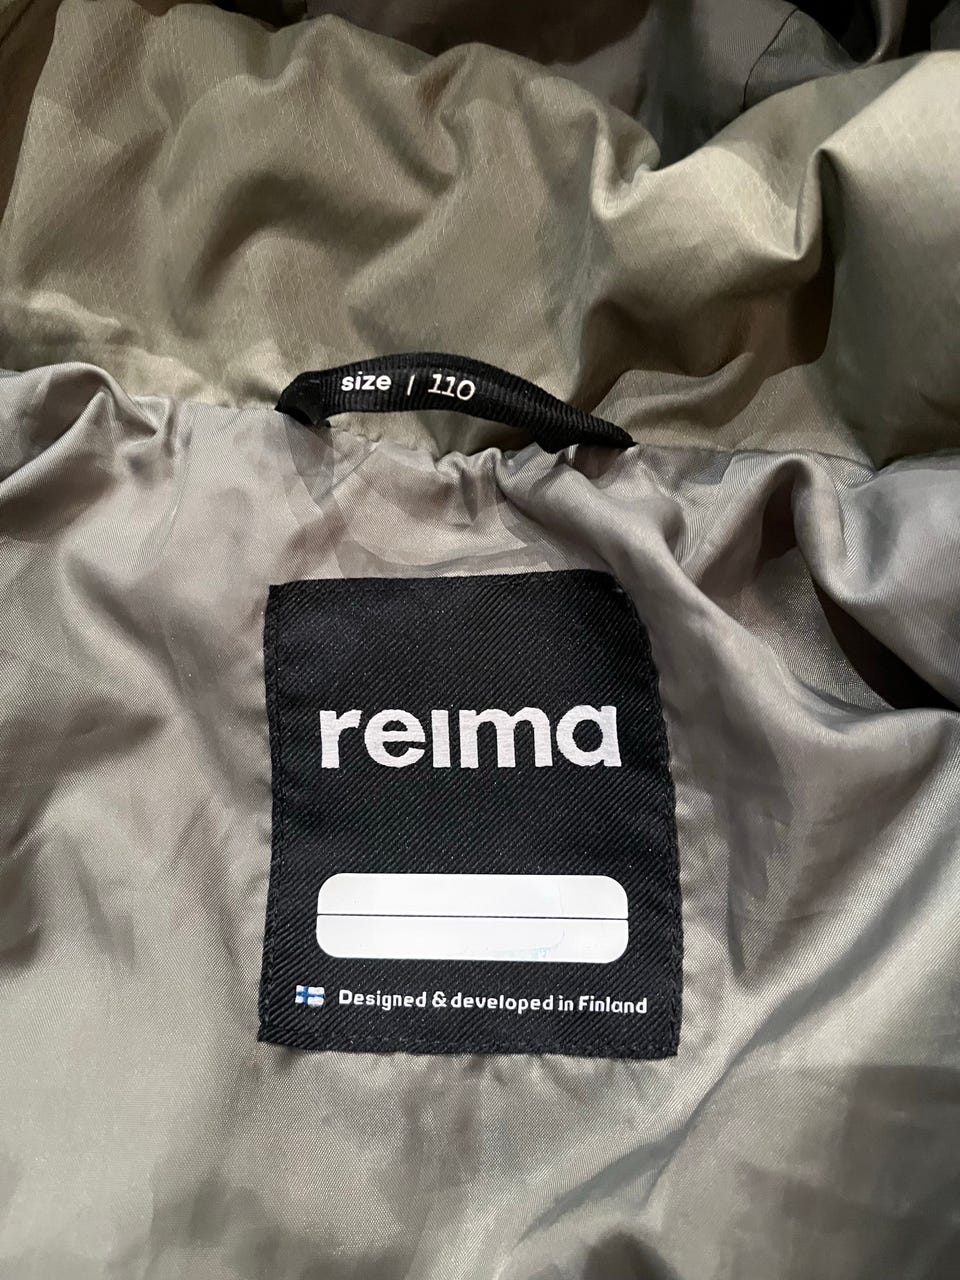 size | 110
reima
Designed & developed in Finland